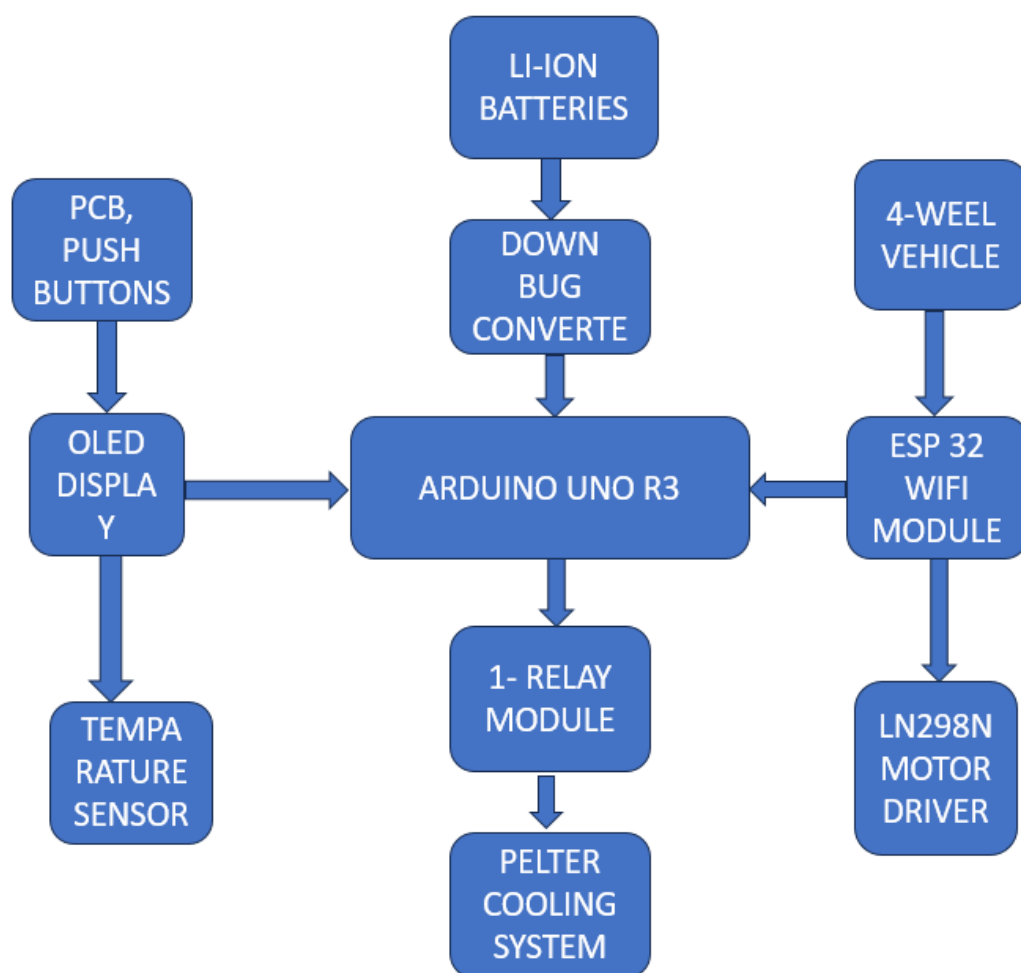 LI-ION
BATTERIES
PCB,
PUSH
BUTTONS
4-WEEL
VEHICLE
DOWN
BUG
CONVERTE
OLED
DISPLA
Y
ARDUINO UNO R3
ESP 32
WIFI
MODULE
1- RELAY
MODULE
TEMPA
RATURE
SENSOR
LN298N
MOTOR
DRIVER
PELTER
COOLING
SYSTEM